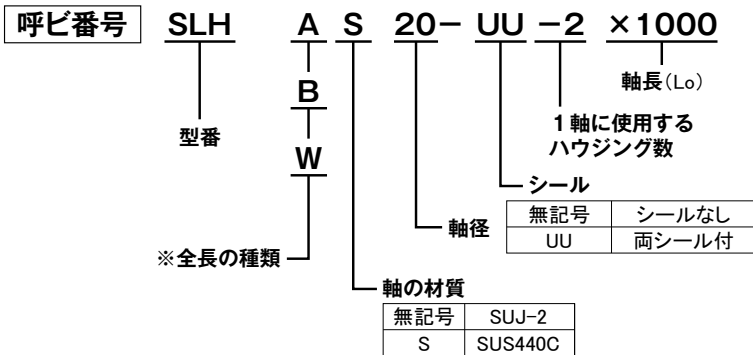 呼ビ番号 SLH A S 20- UU -2 ×1000
B
W
型番
軸長(Lo)
1軸に使用する
ハウジング数
シール
無記号 シールなし
UU 両シール付
軸径
※全長の種類
軸の材質
無記号 SUJ-2
S SUS440C